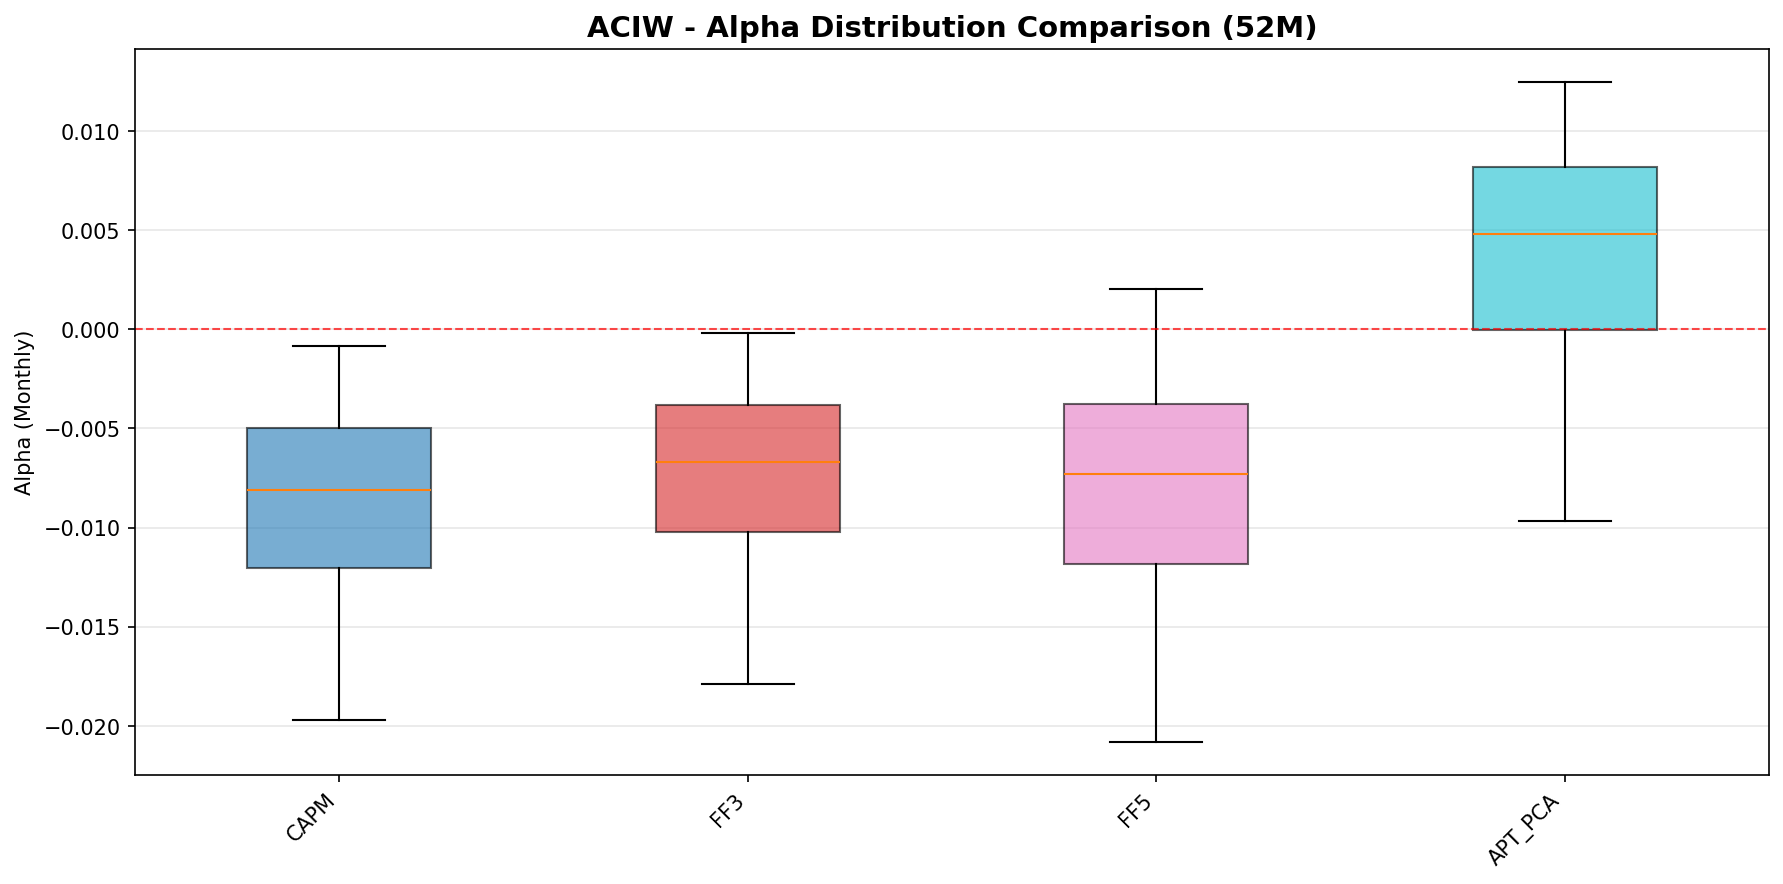 ACIW - Alpha Distribution Comparison (52M)
Alpha (Monthly)
0.010
0.005
0.000
−0.005
−0.010
−0.015
−0.020
CAPM
FF3
FF5
APT_PCA